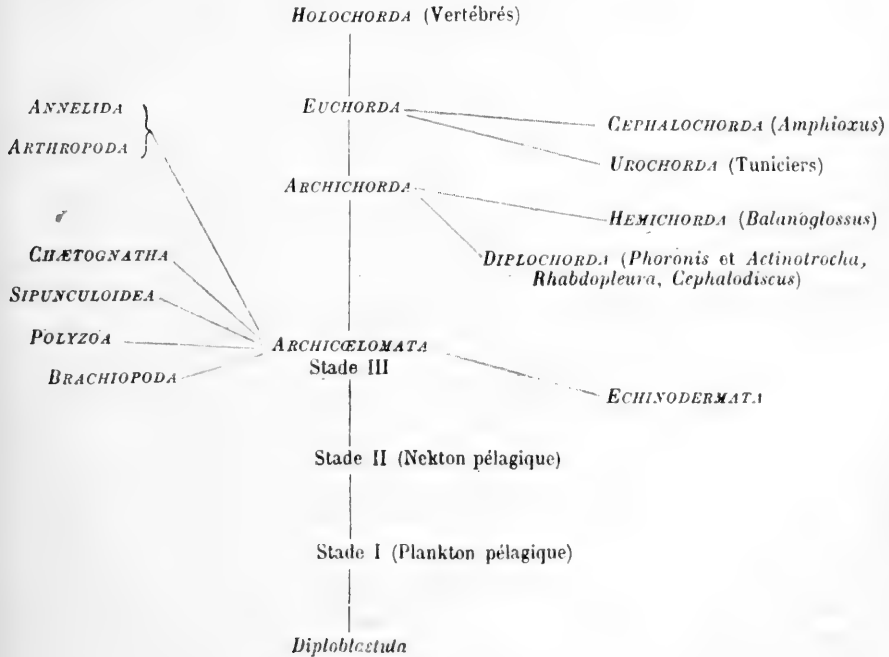 HOLOCHORDA (Vertébrés)
ANNELIDA
ARTHROPODA
EUCHORDA
CEPHALOCHORDA (Amphioxus)
UROCHORDA (Tuniciers)
ARCHICHORDA
HEMICHORDA (Balanoglossus)
DIPLOCHORDA (Phoronis et Actinotrocha,
Rhabdopleura, Cephalodiscus)
CHÆTOGNATHA
SIPUNCULOIDEA
POLYZOA
BRACHIOPODA
ARCHICŒLOMATA
Stade III
ECHINODERMATA
Stade II (Nekton pélagique)
Stade I (Plankton pélagique)
Diploblastula